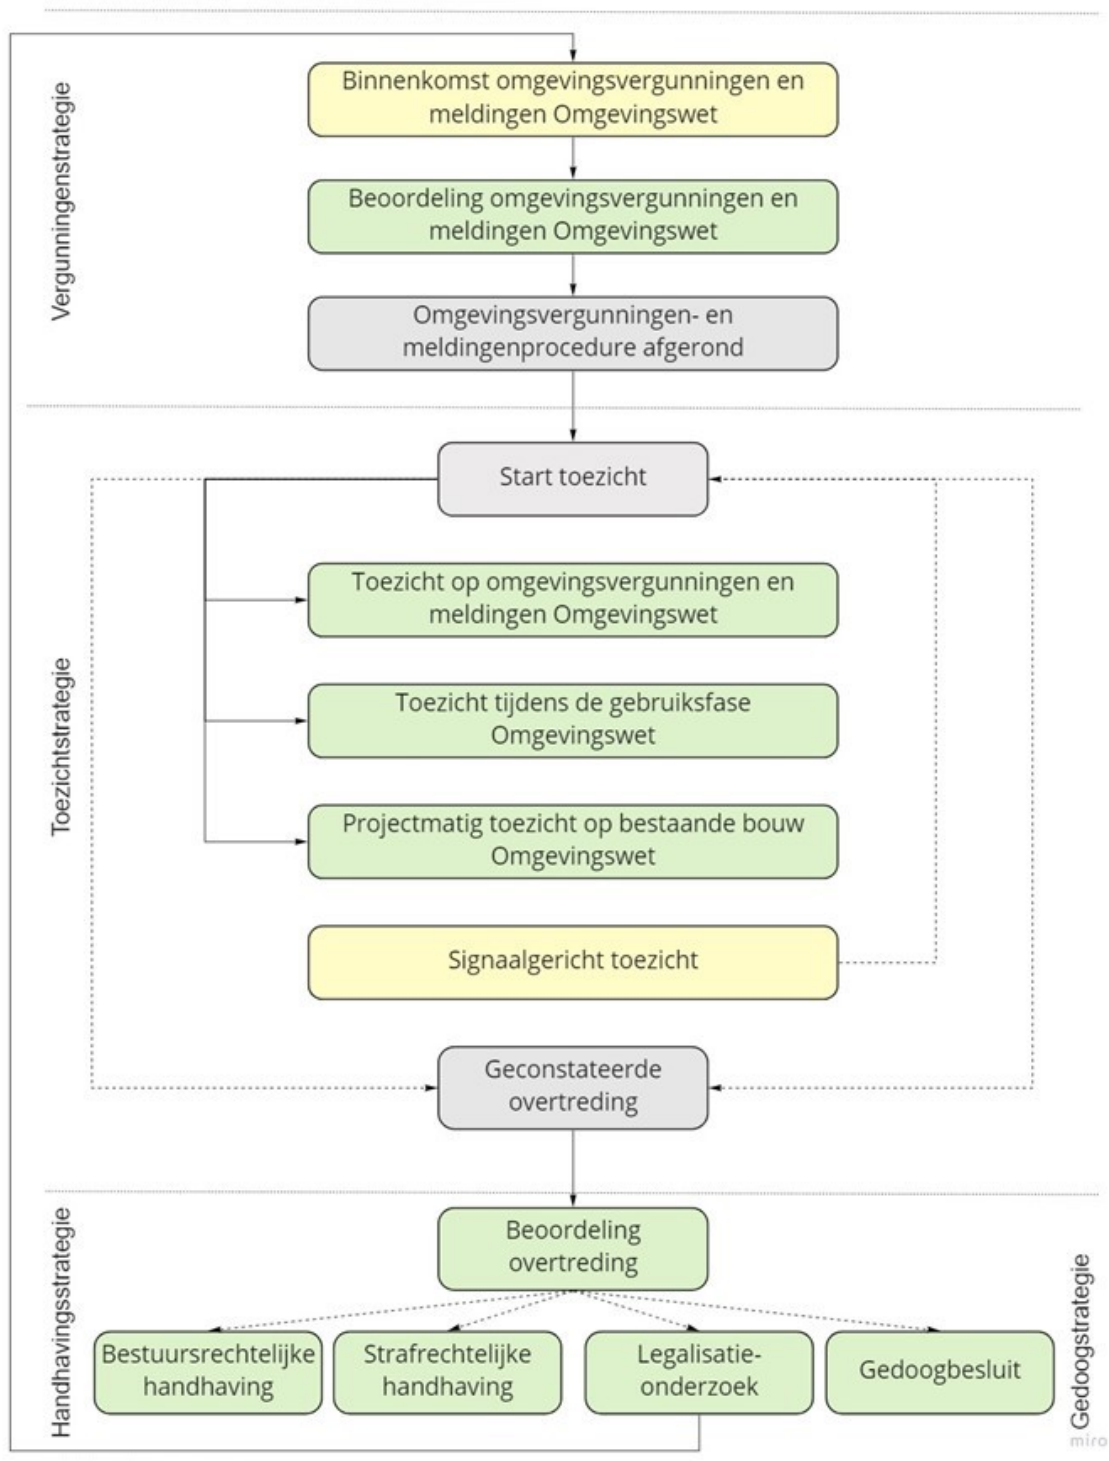 Vergunningenstrategie
Binnenkomst omgevingsvergunningen en
meldingen Omgevingswet
Beoordeling omgevingsvergunningen en
meldingen Omgevingswet
Omgevingsvergunningen- en
meldingenprocedure afgerond
Toezichtstrategie
Start toezicht
Toezicht op omgevingsvergunningen en
meldingen Omgevingswet
Toezicht tijdens de gebruiksfase
Omgevingswet
Projectmatig toezicht op bestaande bouw
Omgevingswet
Signaalgericht toezicht
Geconstateerde
overtreding
Handhavingsstrategie
Beoordeling
overtreding
Bestuursrechtelijke
handhaving
Strafrechtelijke
handhaving
Legalisatie-
onderzoek
Gedoogbesluit
Gedoogstrategie
miro